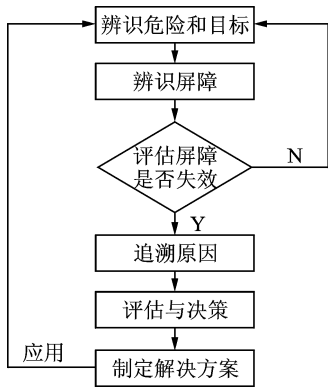 辨识危险和目标
辨识屏障
评估屏障
是否失效
N
Y
追溯原因
评估与决策
应用
制定解决方案